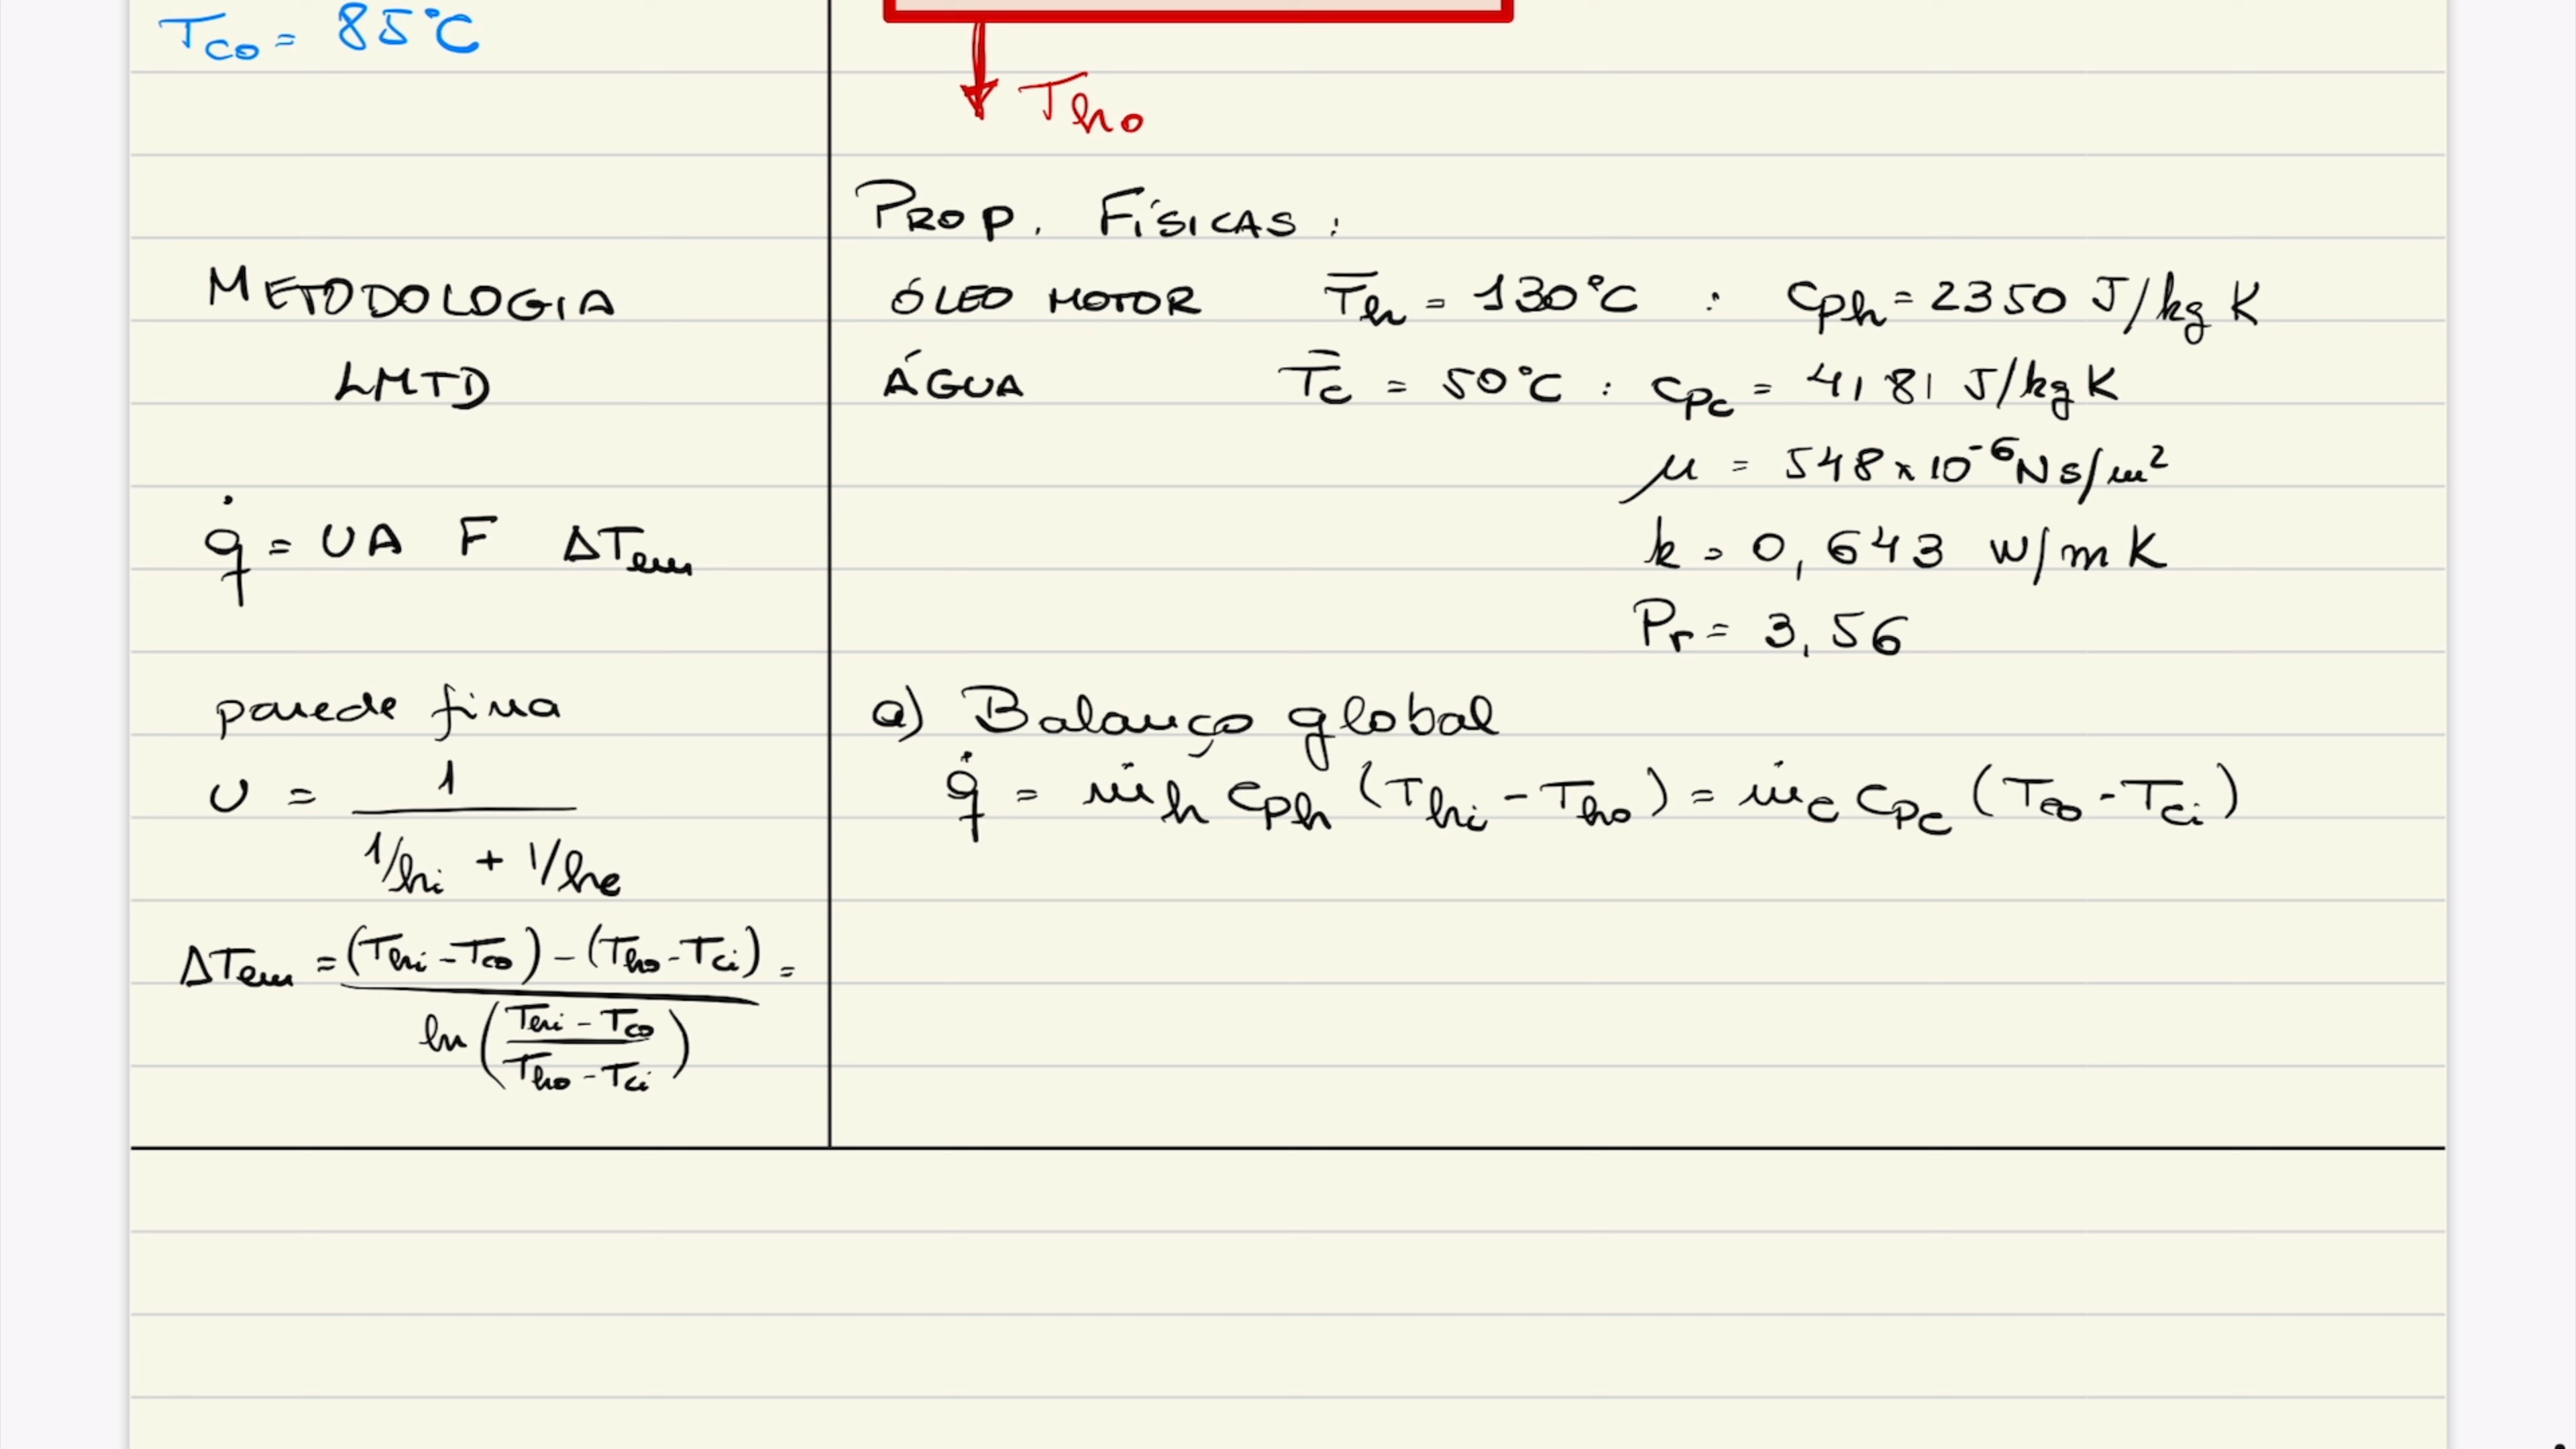 Tco = 85°C
Tho
METODOLOGIA
LMTD
q̇ = UA F ΔTlm
parede fina
U = 1 / (1/hi + 1/he)
ΔTlm = ((Thi - Tco) - (Tho - Tci)) / ln((Thi - Tco) / (Tho - Tci)) =
PROP. FÍSICAS :
ÓLEO MOTOR T̄h = 130°C : cph = 2350 J/kg K
ÁGUA T̄c = 50°C : cpc = 4181 J/kg K
μ = 548 x 10⁻⁶ N s/m²
k = 0,643 W/m K
Pr = 3,56
a) Balanço global
q̇ = ṁh cph (Thi - Tho) = ṁc cpc (Tco - Tci)